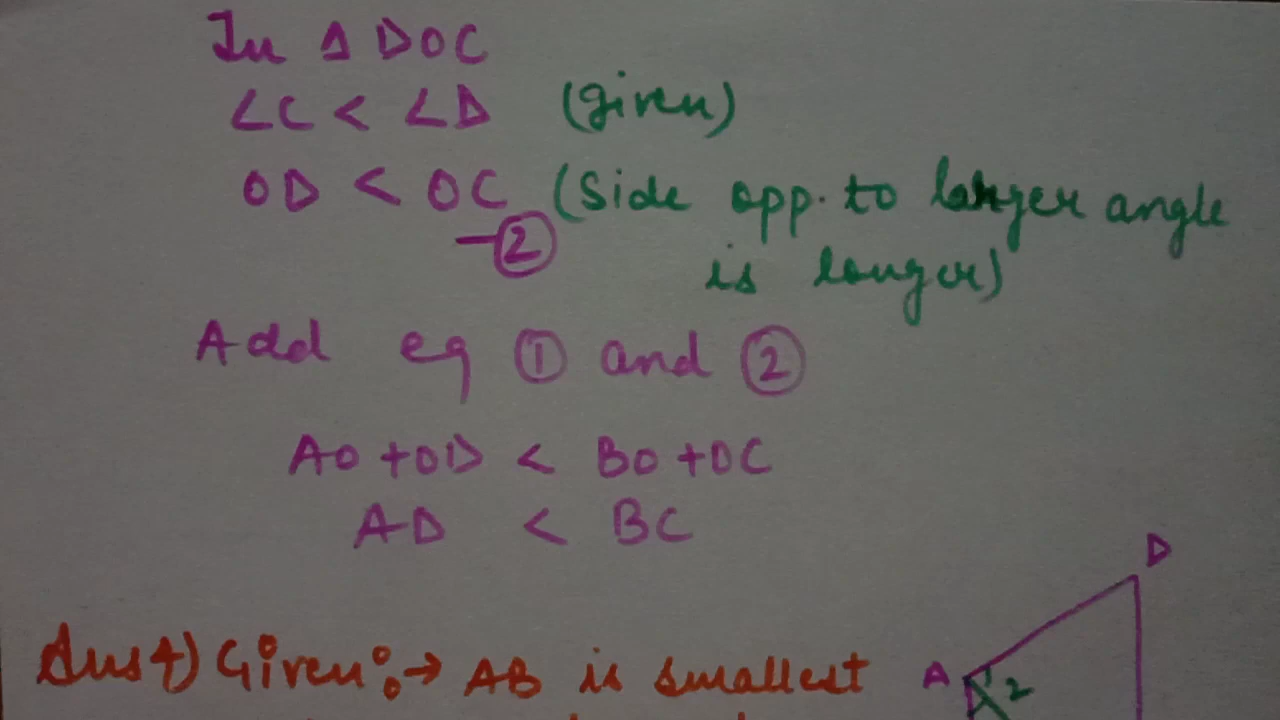 In Δ DOC
∠C < ∠D (given)
OD < OC (Side opp. to larger angle
—② is longer)
Add eq ① and ②
AO + OD < BO + OC
AD < BC
D
Ans 4) Given: → AB is smallest
A 2